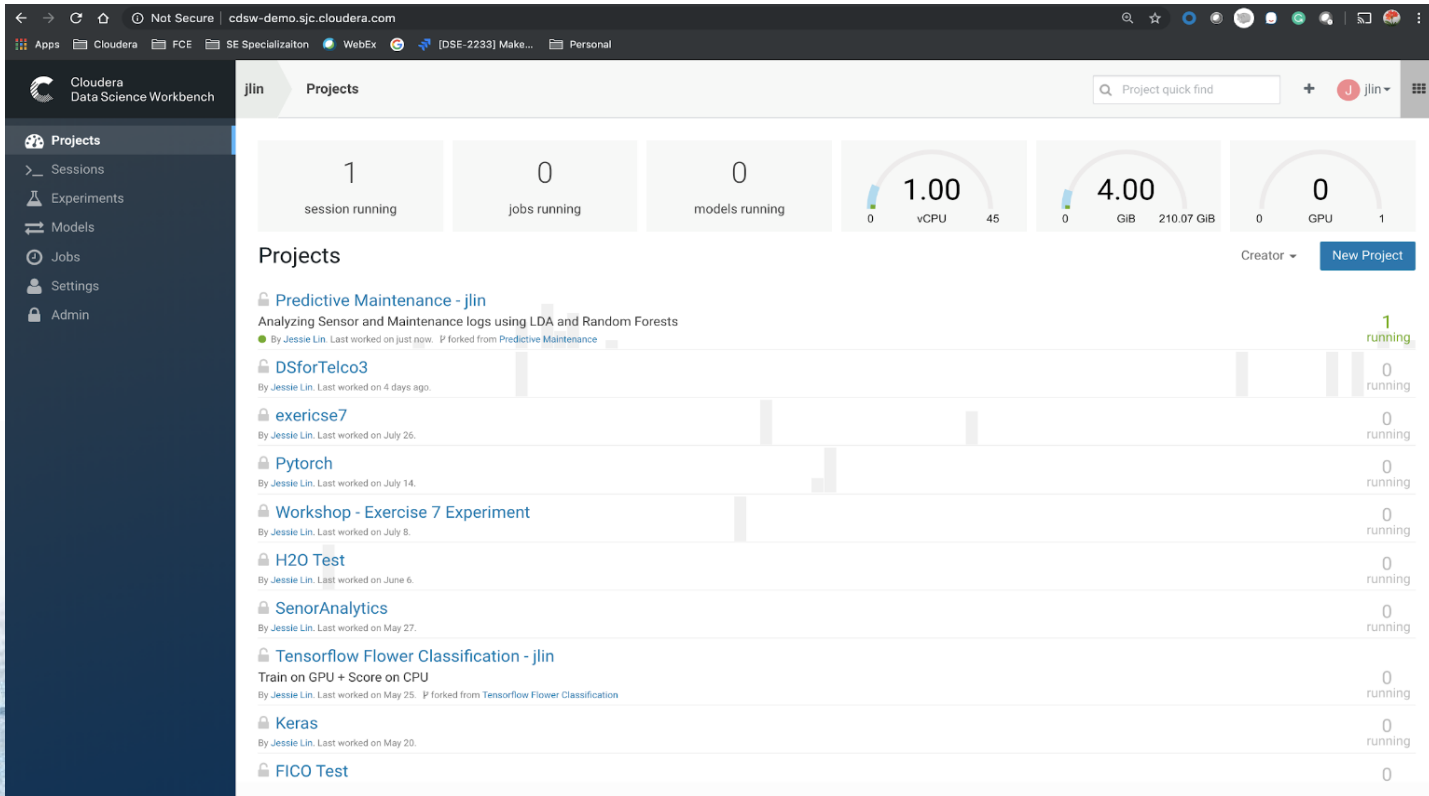 Not Secure | cdsw-demo.sjc.cloudera.com
Apps Cloudera FCE SE Specializaiton WebEx [DSE-2233] Make... Personal
Cloudera
Data Science Workbench
jlin Projects Project quick find + J jlin
Projects
Sessions
Experiments
Models
Jobs
Settings
Admin
1
session running
0
jobs running
0
models running
1.00
0 vCPU 45
4.00
0 GiB 210.07 GiB
0
0 GPU 1
Projects Creator New Project
Predictive Maintenance - jlin
Analyzing Sensor and Maintenance logs using LDA and Random Forests
By Jessie Lin. Last worked on just now. forked from Predictive Maintenance
1
running
DSforTelco3
By Jessie Lin. Last worked on 4 days ago.
0
running
exericse7
By Jessie Lin. Last worked on July 26.
0
running
Pytorch
By Jessie Lin. Last worked on July 14.
0
running
Workshop - Exercise 7 Experiment
By Jessie Lin. Last worked on July 8.
0
running
H2O Test
By Jessie Lin. Last worked on June 6.
0
running
SenorAnalytics
By Jessie Lin. Last worked on May 27.
0
running
Tensorflow Flower Classification - jlin
Train on GPU + Score on CPU
By Jessie Lin. Last worked on May 25. forked from Tensorflow Flower Classification
0
running
Keras
By Jessie Lin. Last worked on May 20.
0
running
FICO Test
0